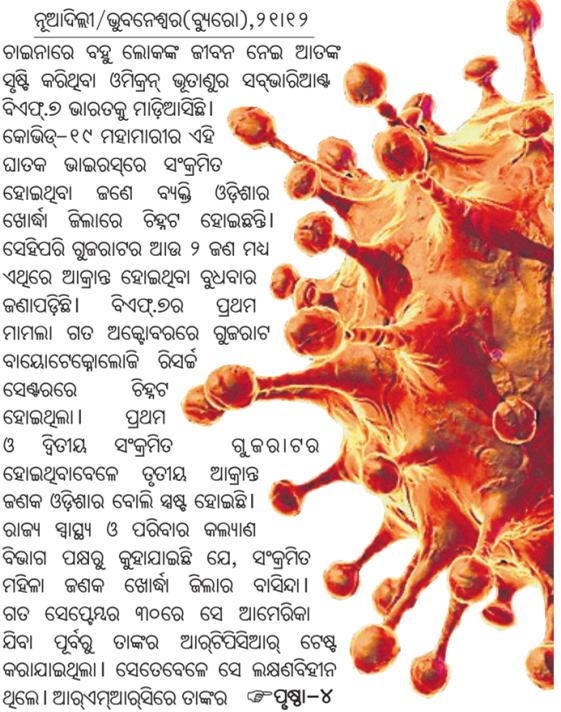 ନୂଆଦିଲ୍ଲୀ/ଭୁବନେଶ୍ୱର(ବ୍ୟୁରୋ),୨୧।୧୨
ଚାଇନାରେ ବହୁ ଲୋକଙ୍କ ଜୀବନ ନେଇ ଆତଙ୍କ
ସୃଷ୍ଟି କରିଥିବା ଓମିକ୍ରନ୍ ଭୂତାଣୁର ସବ୍‌ଭାରିଆଣ୍ଟ
ବିଏଫ୍‌.୭ ଭାରତକୁ ମାଡ଼ିଆସିଛି।
କୋଭିଡ୍‌-୧୯ ମହାମାରୀର ଏହି
ଘାତକ ଭାଇରସ୍‌ରେ ସଂକ୍ରମିତ
ହୋଇଥିବା ଜଣେ ବ୍ୟକ୍ତି ଓଡ଼ିଶାର
ଖୋର୍ଦ୍ଧା ଜିଲାରେ ଚିହ୍ନଟ ହୋଇଛନ୍ତି।
ସେହିପରି ଗୁଜରାଟର ଆଉ ୨ ଜଣ ମଧ୍ୟ
ଏଥିରେ ଆକ୍ରାନ୍ତ ହୋଇଥିବା ବୁଧବାର
ଜଣାପଡ଼ିଛି। ବିଏଫ୍‌.୭ର ପ୍ରଥମ
ମାମଲା ଗତ ଅକ୍ଟୋବରରେ ଗୁଜରାଟ
ବାୟୋଟେକ୍ନୋଲୋଜି ରିସର୍ଚ୍ଚ
ସେଣ୍ଟରରେ ଚିହ୍ନଟ
ହୋଇଥିଲା। ପ୍ରଥମ
ଓ ଦ୍ୱିତୀୟ ସଂକ୍ରମିତ ଗୁଜରାଟର
ହୋଇଥିବାବେଳେ ତୃତୀୟ ଆକ୍ରାନ୍ତ
ଜଣକ ଓଡ଼ିଶାର ବୋଲି ସ୍ପଷ୍ଟ ହୋଇଛି।
ରାଜ୍ୟ ସ୍ୱାସ୍ଥ୍ୟ ଓ ପରିବାର କଲ୍ୟାଣ
ବିଭାଗ ପକ୍ଷରୁ କୁହାଯାଇଛି ଯେ, ସଂକ୍ରମିତ
ମହିଳା ଜଣକ ଖୋର୍ଦ୍ଧା ଜିଲାର ବାସିନ୍ଦା।
ଗତ ସେପ୍ଟେମ୍ବର ୩୦ରେ ସେ ଆମେରିକା
ଯିବା ପୂର୍ବରୁ ତାଙ୍କର ଆର୍‌ଟିପିସିଆର୍ ଟେଷ୍ଟ
କରାଯାଇଥିଲା। ସେତେବେଳେ ସେ ଲକ୍ଷଣବିହୀନ
ଥିଲେ। ଆର୍‌ଏମ୍‌ଆର୍‌ସିରେ ତାଙ୍କର ☞ପୃଷ୍ଠା-୪